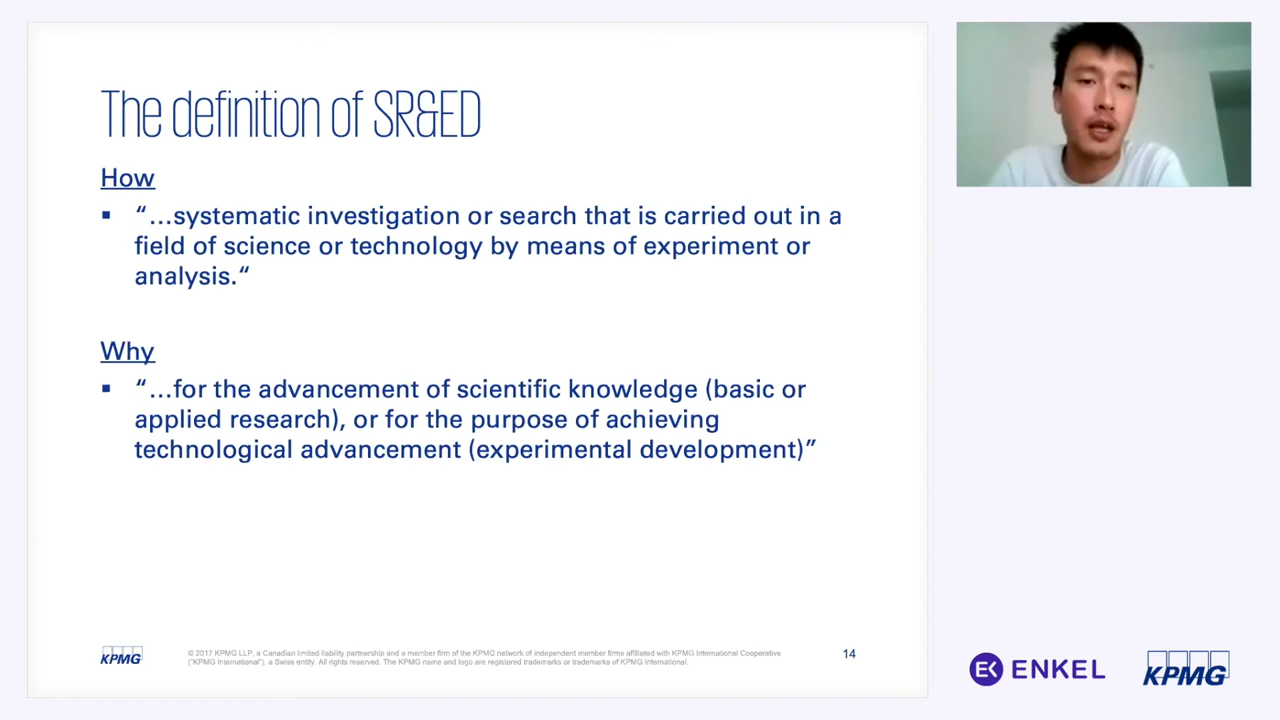 The definition of SR&ED
How
▪ “…systematic investigation or search that is carried out in a
field of science or technology by means of experiment or
analysis.“
Why
▪ “…for the advancement of scientific knowledge (basic or
applied research), or for the purpose of achieving
technological advancement (experimental development)”
KPMG
© 2017 KPMG LLP, a Canadian limited liability partnership and a member firm of the KPMG network of independent member firms affiliated with KPMG International Cooperative
(“KPMG International”), a Swiss entity. All rights reserved. The KPMG name and logo are registered trademarks or trademarks of KPMG International.
14
EK ENKEL
KPMG